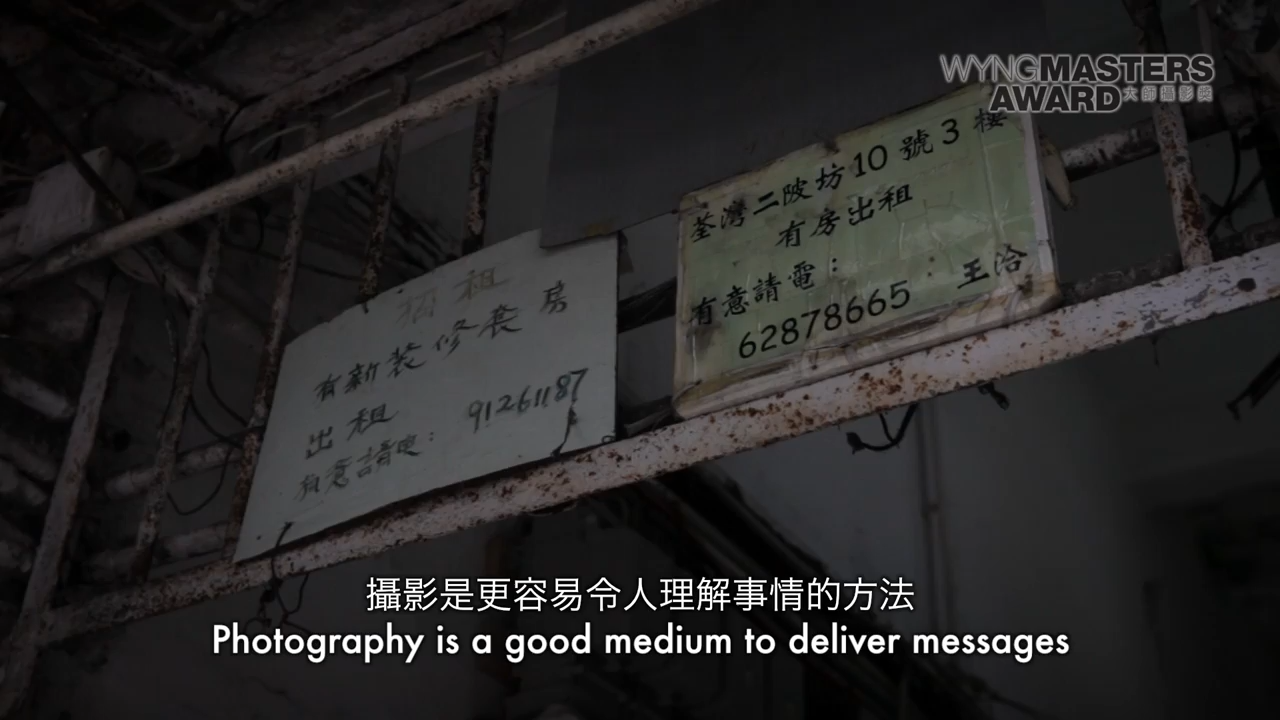 WYNGMASTERS
AWARD大師攝影獎
荃灣二陂坊10號3樓
有房出租
有意請電： 王洽
62878665
招租
有新裝修套房
出租 91261187
有意請電：
攝影是更容易令人理解事情的方法
Photography is a good medium to deliver messages